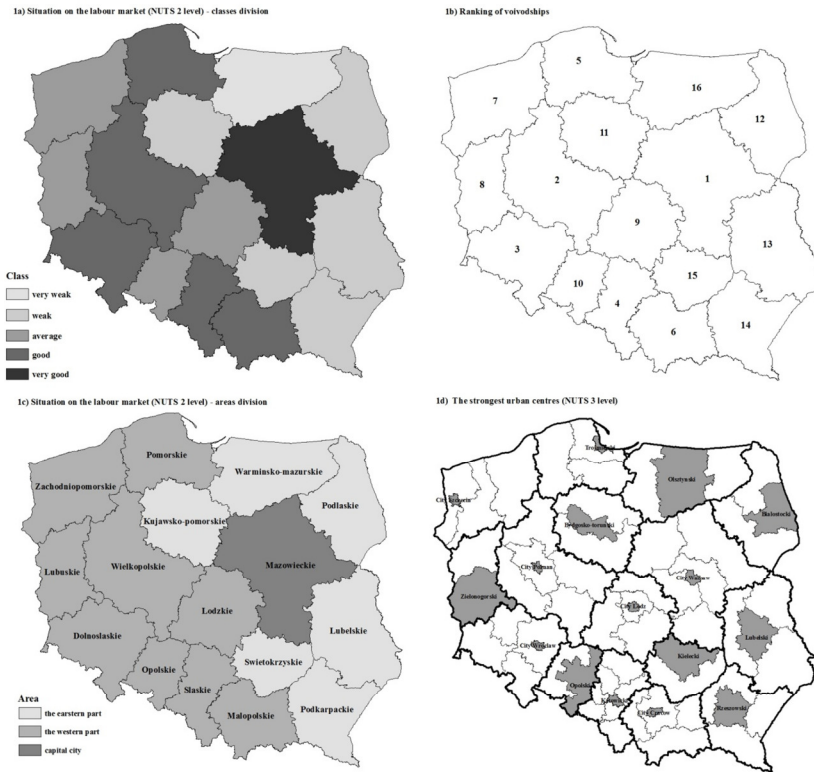 1a) Situation on the labour market (NUTS 2 level) - classes division
Class
very weak
weak
average
good
very good
1b) Ranking of voivodships
5
7
16
12
11
2
1
8
9
3
13
10
4
15
6
14
1c) Situation on the labour market (NUTS 2 level) - areas division
Pomorskie
Warminsko-mazurskie
Zachodniopomorskie
Podlaskie
Kujawsko-pomorskie
Mazowieckie
Lubuskie
Wielkopolskie
Lodzkie
Lubelskie
Dolnoslaskie
Swietokrzyskie
Opolskie
Slaskie
Malopolskie
Podkarpackie
Area
the earstern part
the western part
capital city
1d) The strongest urban centres (NUTS 3 level)
Olsztynski
Bialostocki
Bydgosko-torunski
City Poznan
City Warsaw
Zielonogorski
City Lodz
Lubelski
City Wroclaw
Kielecki
Opolski
Rzeszowski
City Cracow